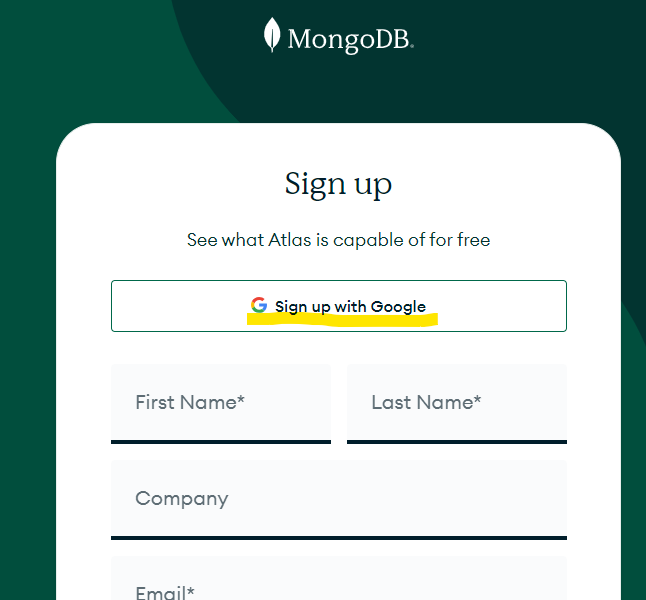 MongoDB.
Sign up
See what Atlas is capable of for free
Sign up with Google
First Name* Last Name*
Company
Email*